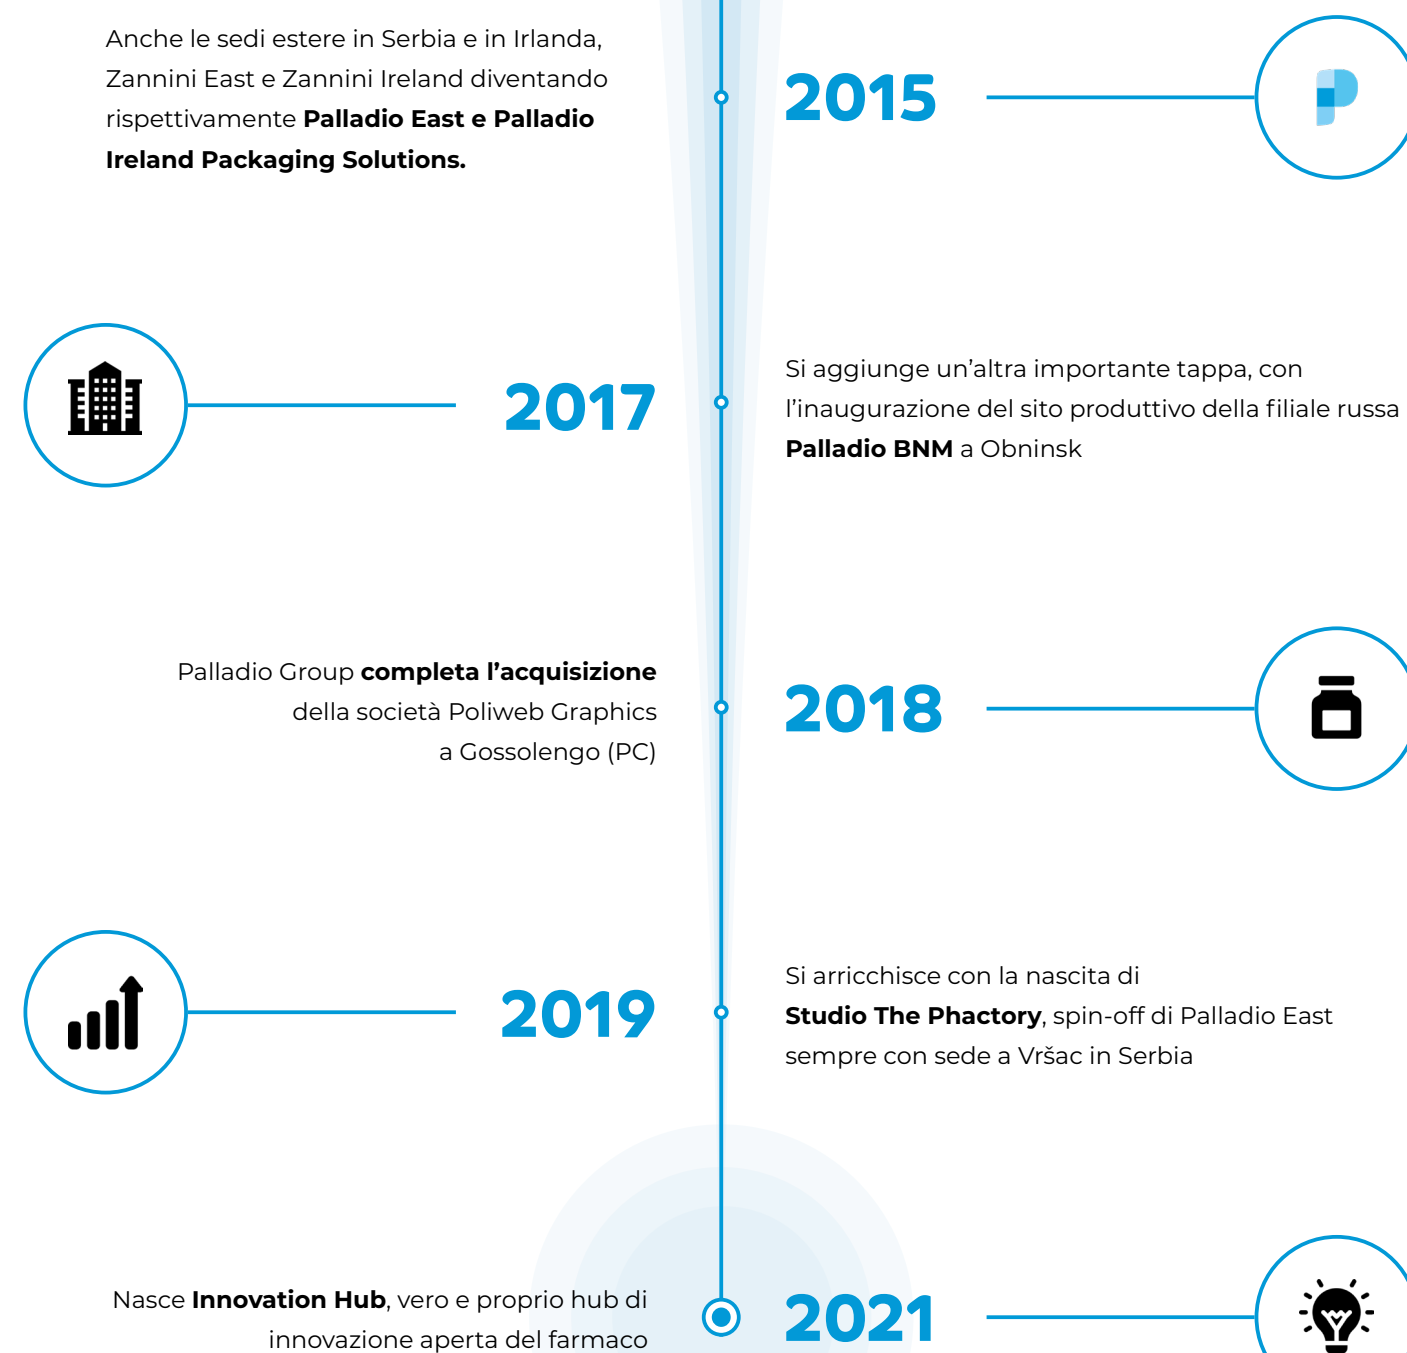 Anche le sedi estere in Serbia e in Irlanda,
Zannini East e Zannini Ireland diventando
rispettivamente Palladio East e Palladio
Ireland Packaging Solutions.
2015
2017
Si aggiunge un’altra importante tappa, con
l’inaugurazione del sito produttivo della filiale russa
Palladio BNM a Obninsk
Palladio Group completa l’acquisizione
della società Poliweb Graphics
a Gossolengo (PC)
2018
2019
Si arricchisce con la nascita di
Studio The Phactory, spin-off di Palladio East
sempre con sede a Vršac in Serbia
Nasce Innovation Hub, vero e proprio hub di
innovazione aperta del farmaco
2021